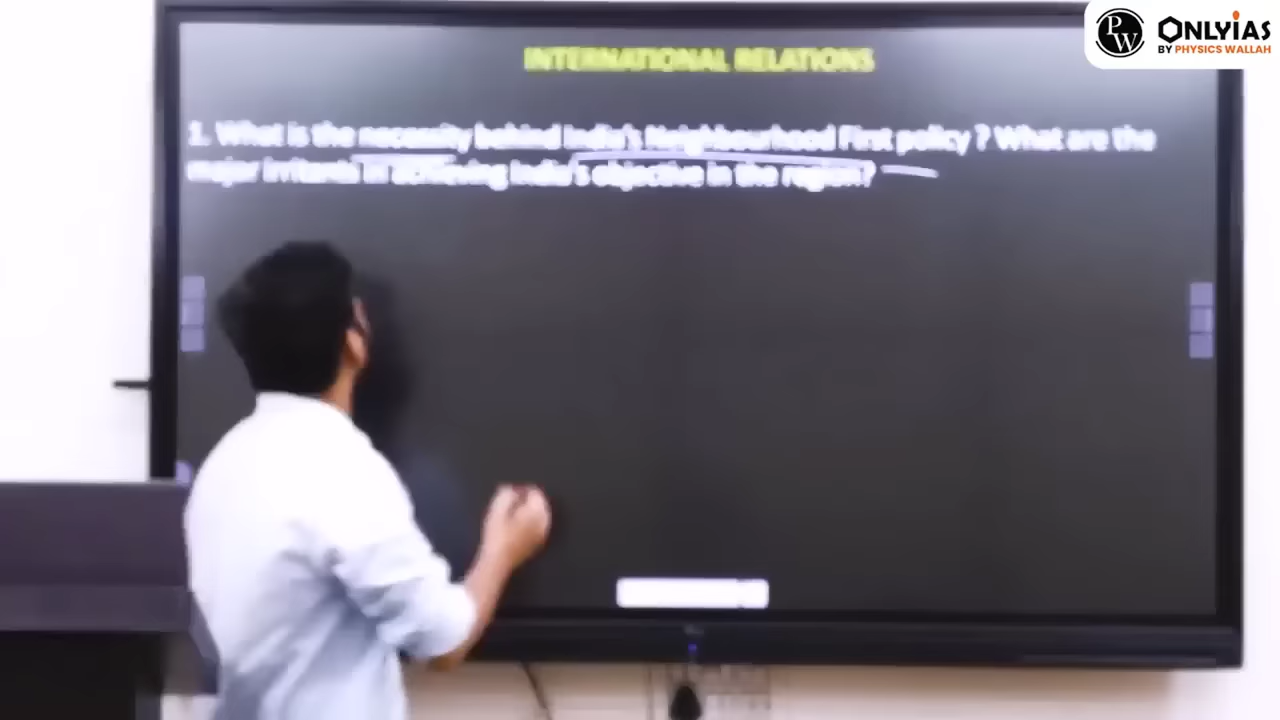 PW
ONLYIAS
BY PHYSICS WALLAH
INTERNATIONAL RELATIONS
1. What is the necessity behind India's Neighbourhood First policy ? What are the
major irritants in achieving India's objective in the region?